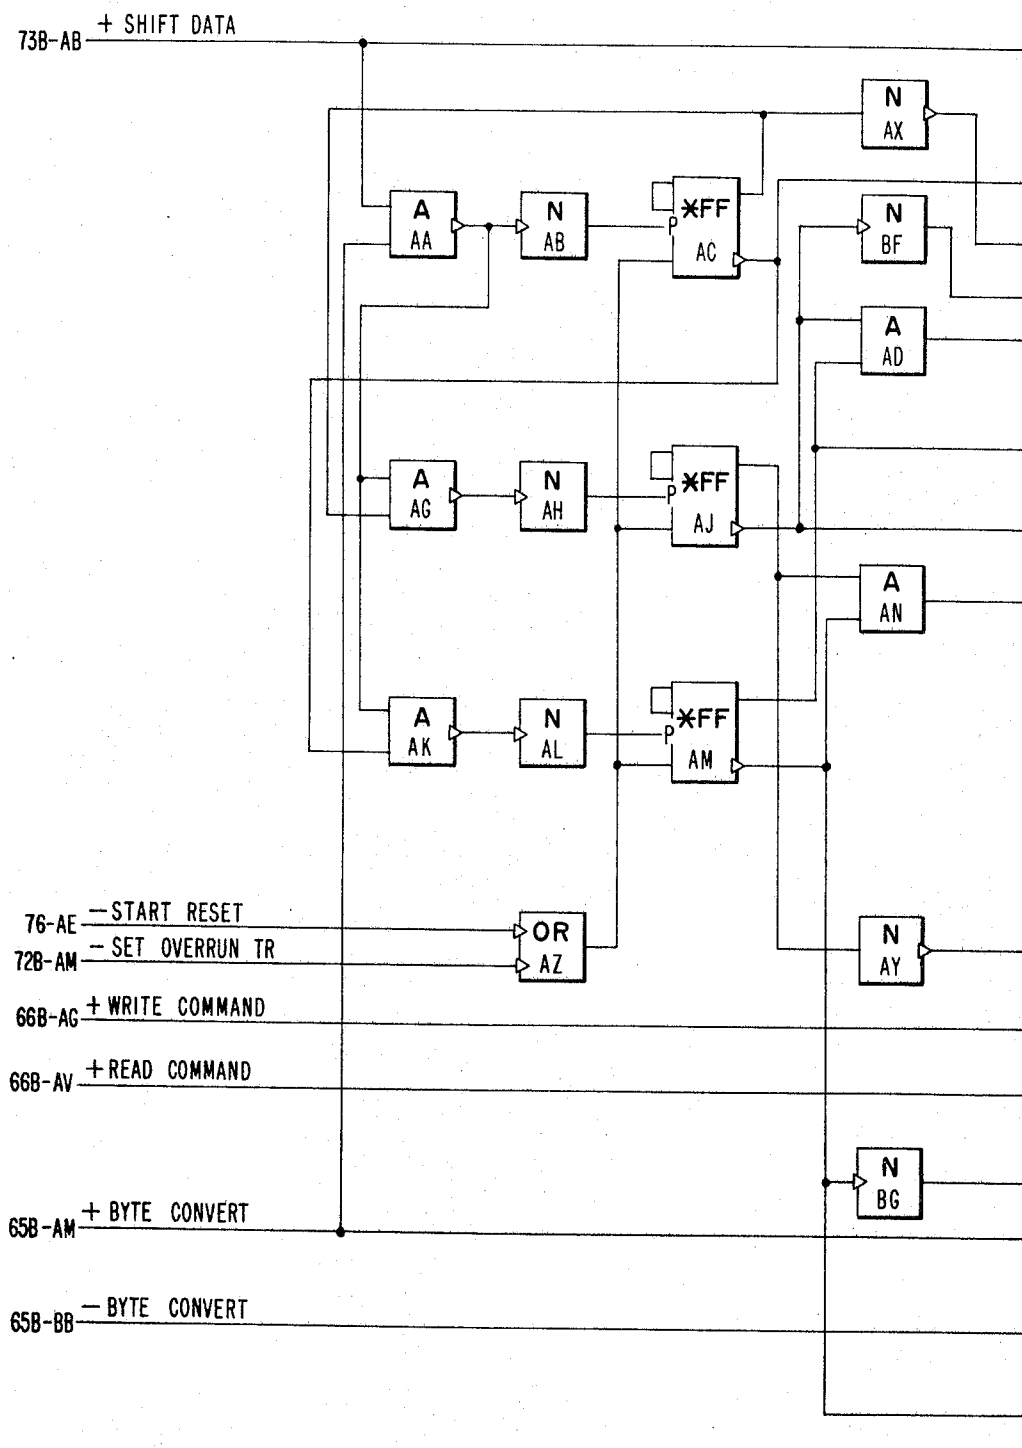 + SHIFT DATA
73B-AB
N
AX
A
AA
N
AB
P
*FF
AC
N
BF
A
AD
A
AG
N
AH
P
*FF
AJ
A
AN
A
AK
N
AL
P
*FF
AM
76-AE
— START RESET
72B-AM
- SET OVERRUN TR
OR
AZ
N
AY
66B-AG
+ WRITE COMMAND
66B-AV
+ READ COMMAND
N
BG
65B-AM
+ BYTE CONVERT
65B-BB
— BYTE CONVERT